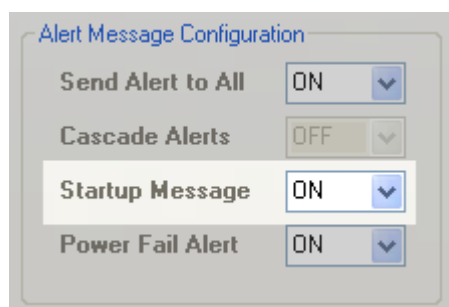 Alert Message Configuration
Send Alert to All ON
Cascade Alerts OFF
Startup Message ON
Power Fail Alert ON